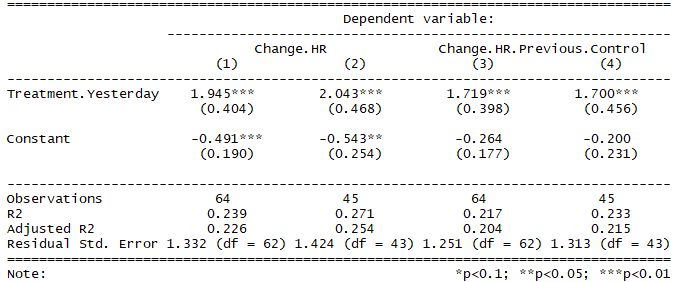 Dependent variable:
Change.HR Change.HR.Previous.Control
(1) (2) (3) (4)
Treatment.Yesterday 1.945*** 2.043*** 1.719*** 1.700***
(0.404) (0.468) (0.398) (0.456)
Constant -0.491*** -0.543** -0.264 -0.200
(0.190) (0.254) (0.177) (0.231)
Observations 64 45 64 45
R2 0.239 0.271 0.217 0.233
Adjusted R2 0.226 0.254 0.204 0.215
Residual Std. Error 1.332 (df = 62) 1.424 (df = 43) 1.251 (df = 62) 1.313 (df = 43)
Note: *p<0.1; **p<0.05; ***p<0.01